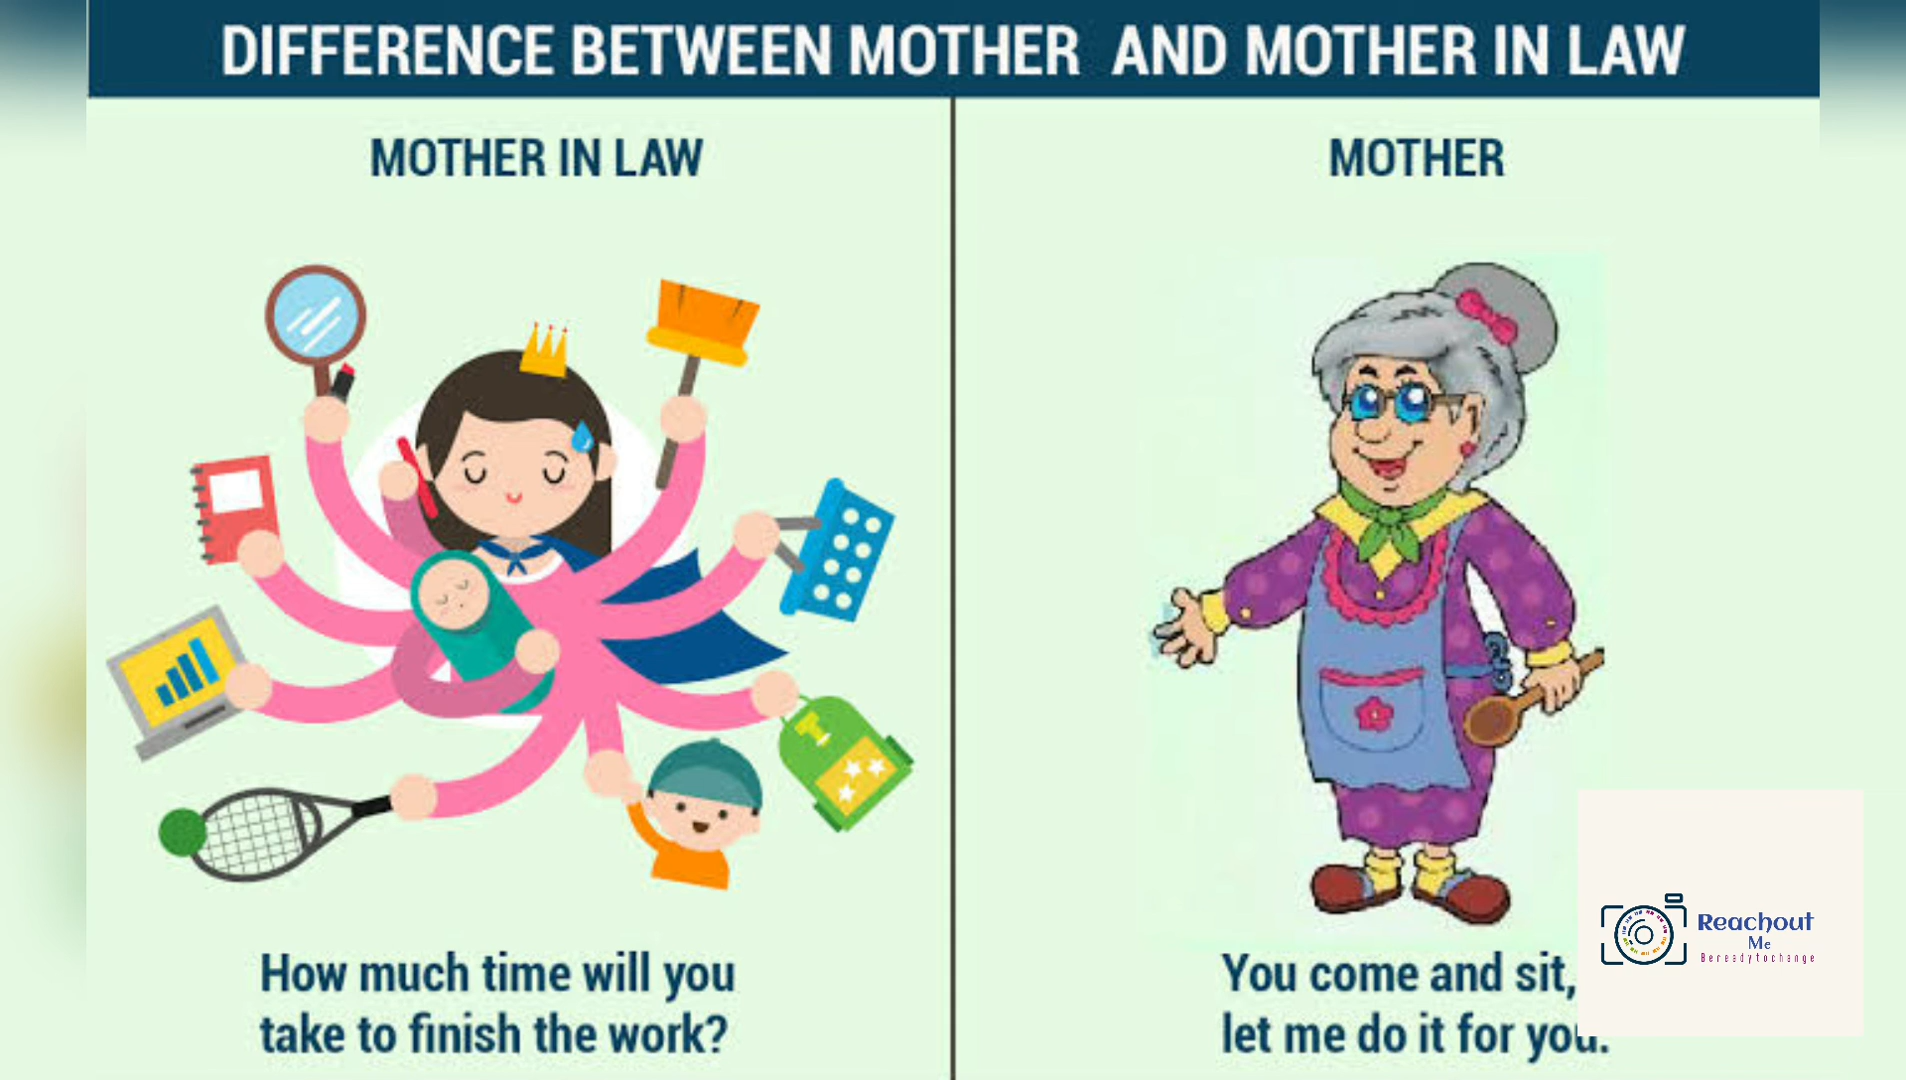 DIFFERENCE BETWEEN MOTHER AND MOTHER IN LAW
MOTHER IN LAW
How much time will you
take to finish the work?
MOTHER
You come and sit,
let me do it for you.
Reachout
Me
Bereadytochange